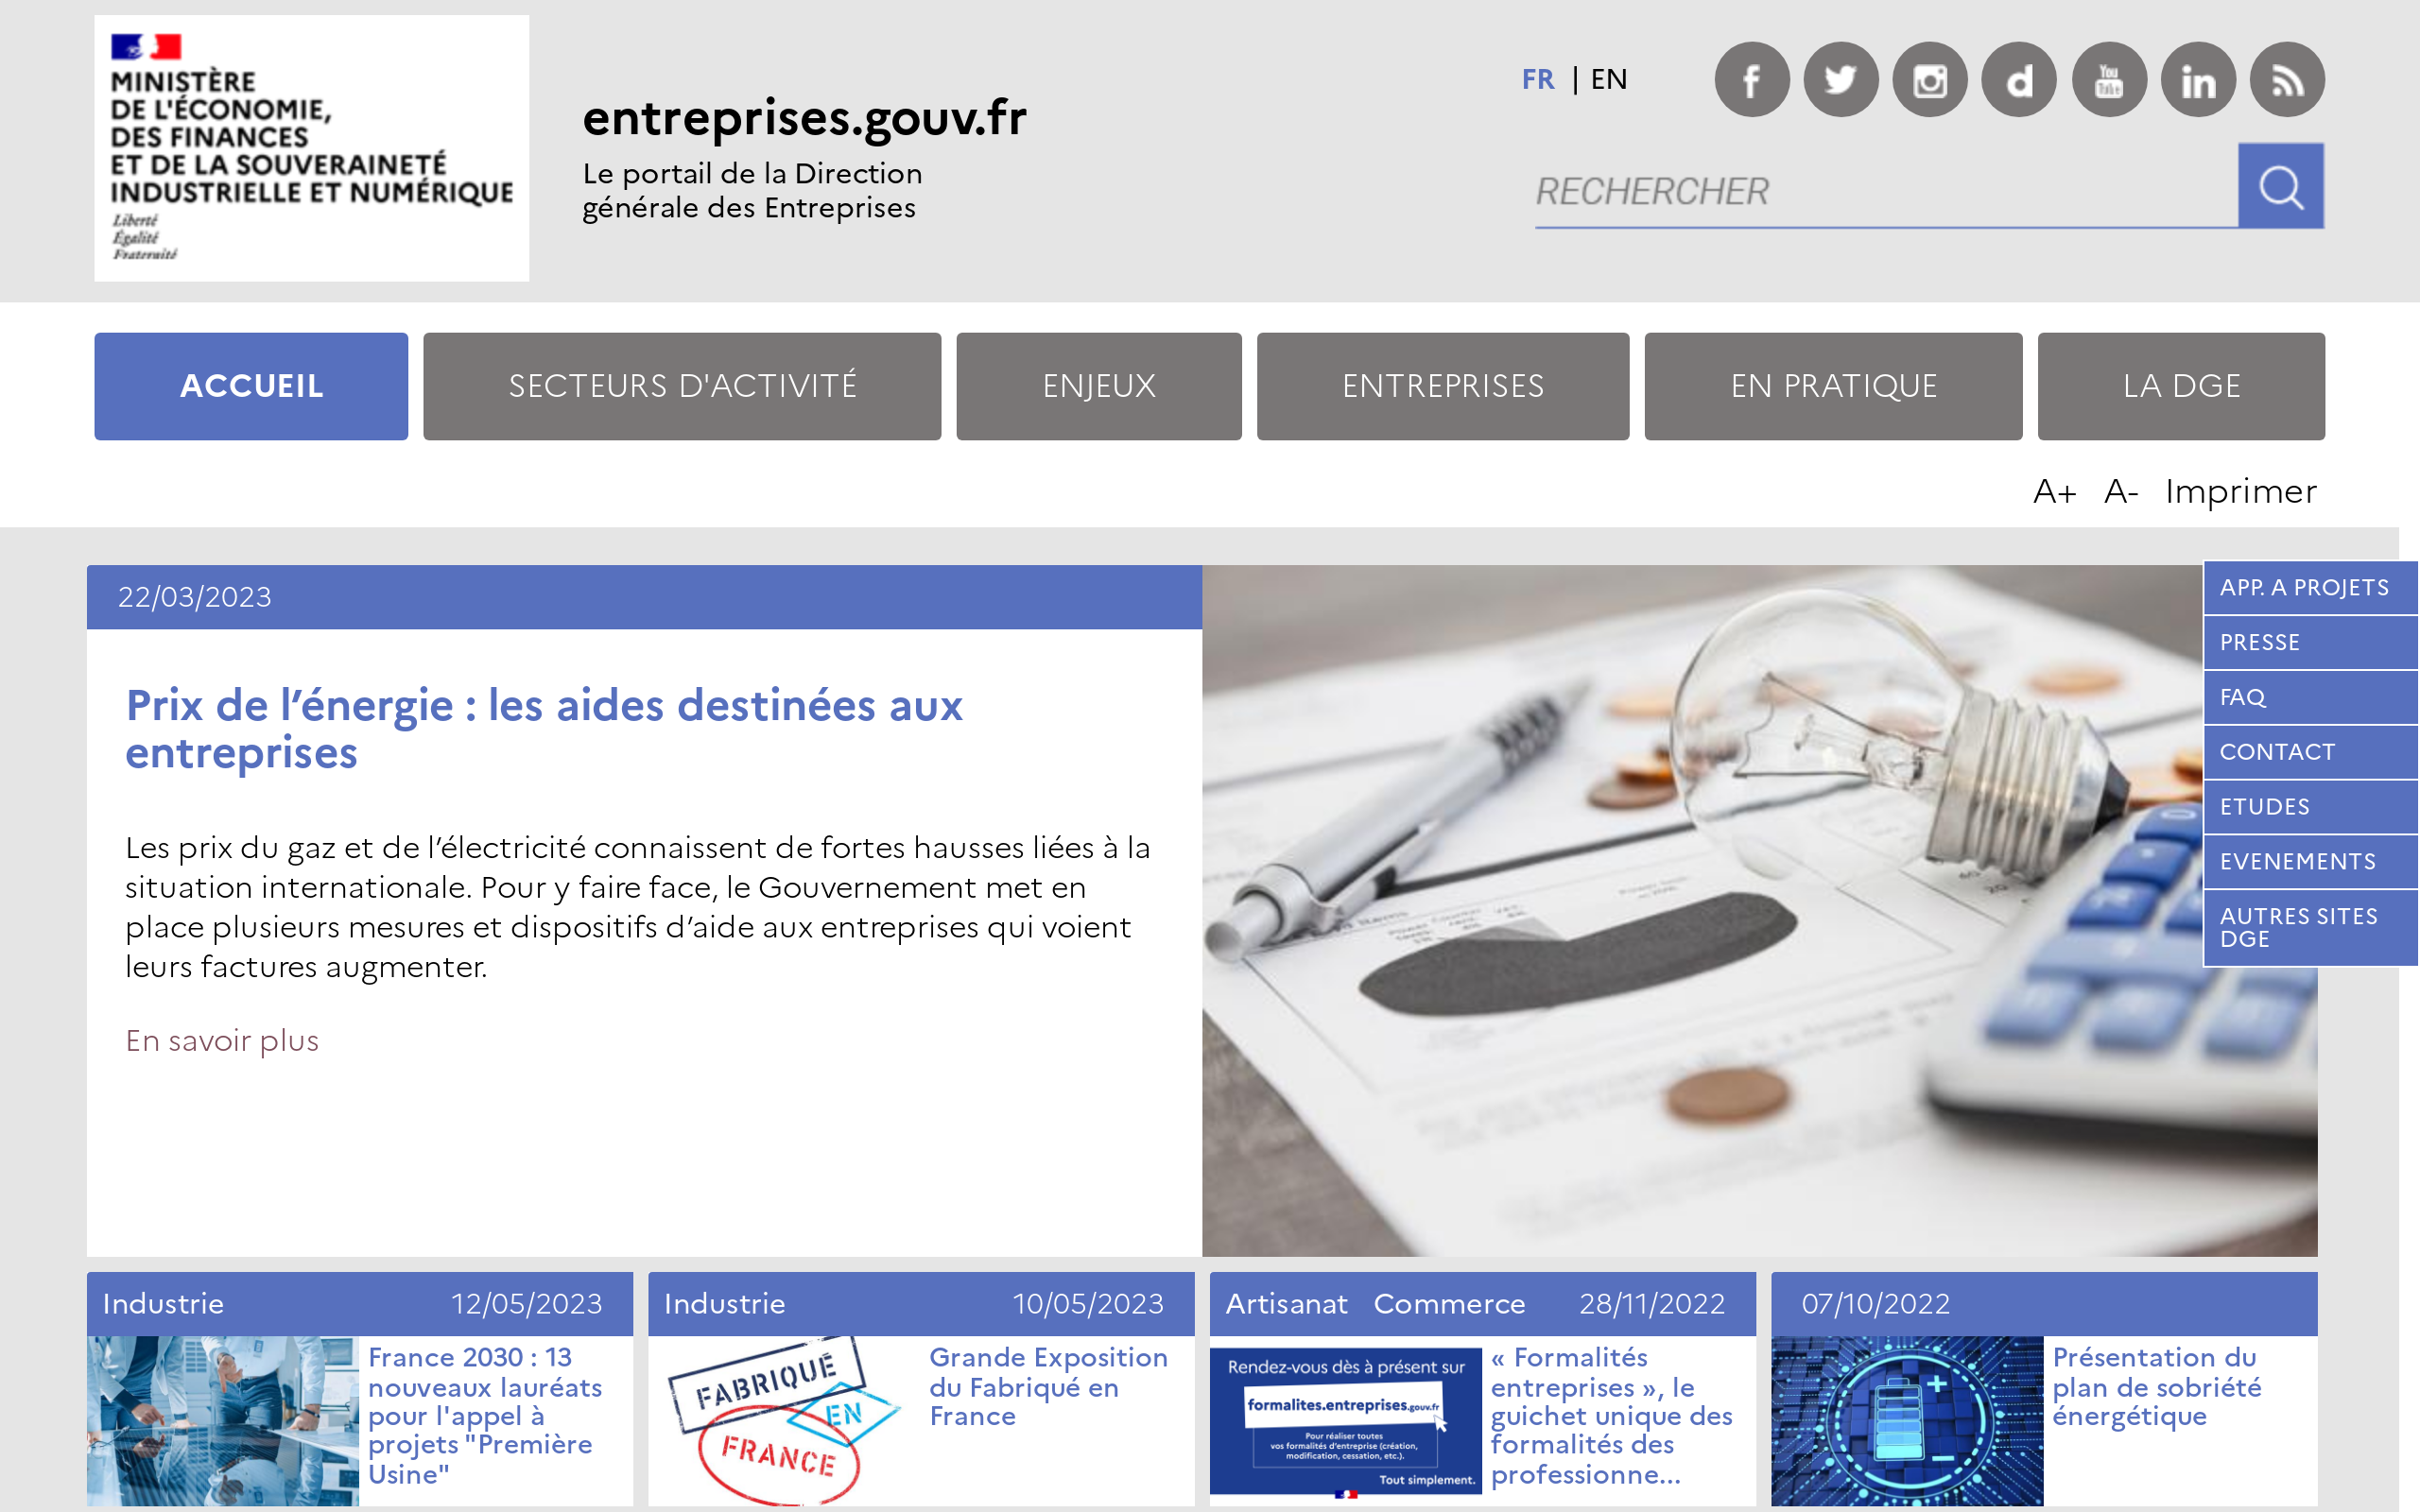 MINISTÈRE
DE L'ÉCONOMIE,
DES FINANCES
ET DE LA SOUVERAINETÉ
INDUSTRIELLE ET NUMÉRIQUE
Liberté
Égalité
Fraternité
entreprises.gouv.fr
Le portail de la Direction
générale des Entreprises
FR | EN
RECHERCHER
ACCUEIL
SECTEURS D'ACTIVITÉ
ENJEUX
ENTREPRISES
EN PRATIQUE
LA DGE
A+ A- Imprimer
22/03/2023
Prix de l’énergie : les aides destinées aux
entreprises
Les prix du gaz et de l’électricité connaissent de fortes hausses liées à la
situation internationale. Pour y faire face, le Gouvernement met en
place plusieurs mesures et dispositifs d’aide aux entreprises qui voient
leurs factures augmenter.
En savoir plus
APP. A PROJETS
PRESSE
FAQ
CONTACT
ETUDES
EVENEMENTS
AUTRES SITES
DGE
Industrie 12/05/2023
France 2030 : 13
nouveaux lauréats
pour l'appel à
projets "Première
Usine"
Industrie 10/05/2023
FABRIQUÉ
EN
FRANCE
Grande Exposition
du Fabriqué en
France
Artisanat Commerce 28/11/2022
Rendez-vous dès à présent sur
formalites.entreprises.gouv.fr
Pour réaliser toutes
vos formalités d'entreprise (création,
modification, cessation, etc.).
Tout simplement.
« Formalités
entreprises », le
guichet unique des
formalités des
professionne...
07/10/2022
Présentation du
plan de sobriété
énergétique